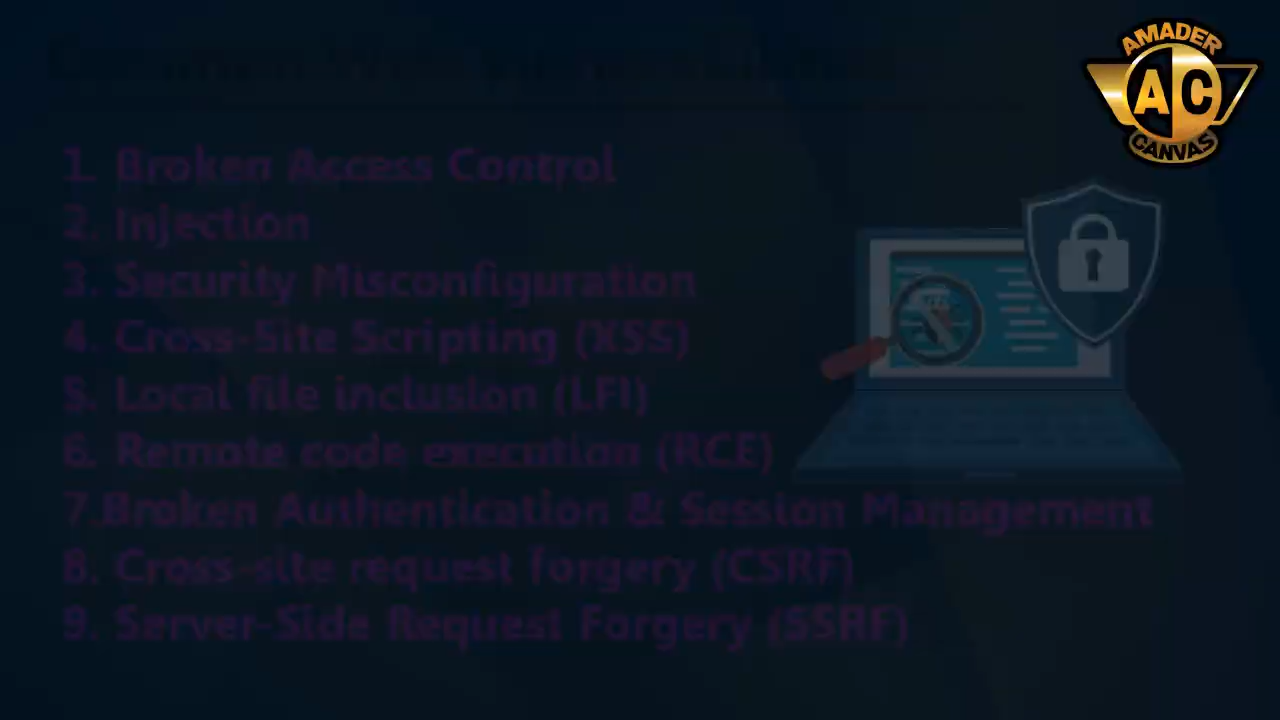 AMADER
AC
CANVAS
1. Broken Access Control
2. Injection
3. Security Misconfiguration
4. Cross-Site Scripting (XSS)
5. Local file inclusion (LFI)
6. Remote code execution (RCE)
7.Broken Authentication & Session Management
8. Cross-site request forgery (CSRF)
9. Server-Side Request Forgery (SSRF)